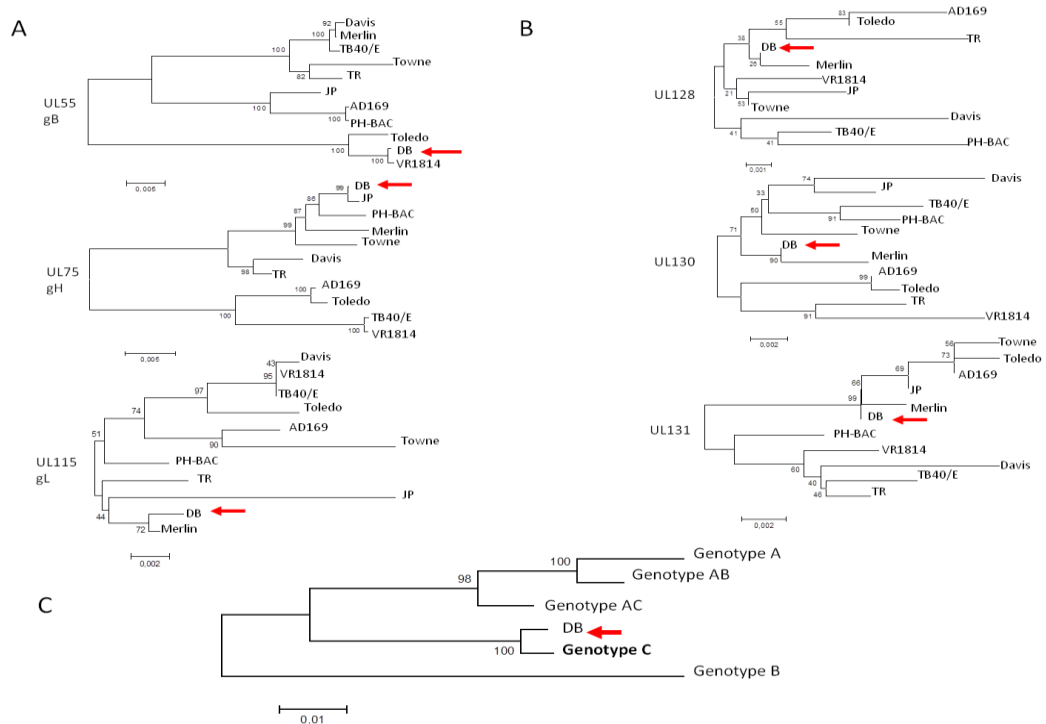 A
UL55
gB
92
Davis
Merlin
TB40/E
100
100
Towne
82
TR
JP
100
AD169
PH-BAC
Toledo
100
DB
100
VR1814
0,005
UL75
gH
99
DB
JP
86
PH-BAC
87
Merlin
99
Towne
Davis
98
TR
100
AD169
Toledo
100
TB40/E
100
VR1814
0,005
UL115
gL
43
Davis
95
VR1814
TB40/E
97
Toledo
74
AD169
90
Towne
51
PH-BAC
TR
JP
44
DB
72
Merlin
0,002
B
UL128
83
AD169
Toledo
55
TR
38
DB
26
Merlin
VR1814
21
JP
53
Towne
Davis
41
TB40/E
41
PH-BAC
0,001
UL130
74
Davis
JP
33
TB40/E
91
PH-BAC
50
Towne
71
DB
90
Merlin
99
AD169
Toledo
TR
91
VR1814
0,002
UL131
56
Towne
73
Toledo
AD169
69
JP
66
99
Merlin
DB
PH-BAC
VR1814
60
Davis
40
TB40/E
46
TR
0,002
C
100
Genotype A
Genotype AB
98
Genotype AC
DB
100
Genotype C
Genotype B
0.01